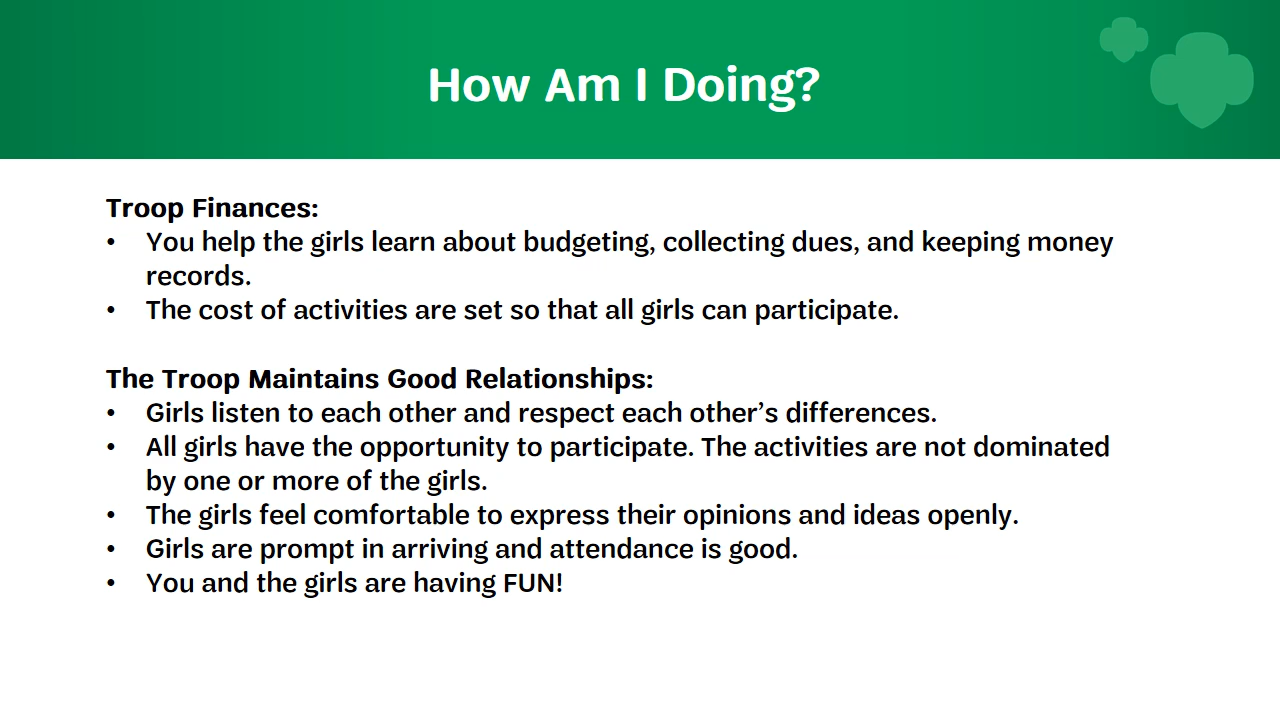 How Am I Doing?
Troop Finances:
• You help the girls learn about budgeting, collecting dues, and keeping money
records.
• The cost of activities are set so that all girls can participate.
The Troop Maintains Good Relationships:
• Girls listen to each other and respect each other’s differences.
• All girls have the opportunity to participate. The activities are not dominated
by one or more of the girls.
• The girls feel comfortable to express their opinions and ideas openly.
• Girls are prompt in arriving and attendance is good.
• You and the girls are having FUN!